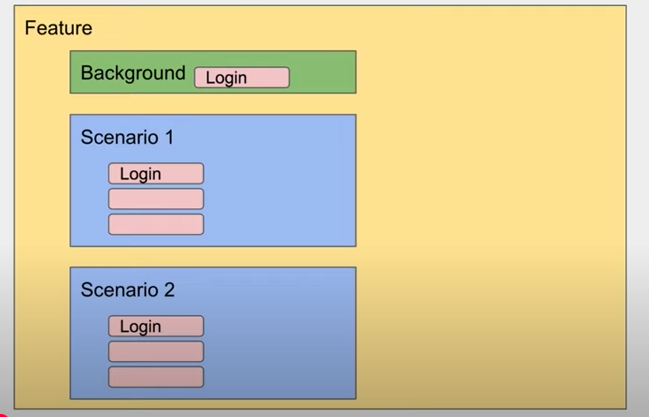 Feature
Background Login
Scenario 1
Login
Scenario 2
Login